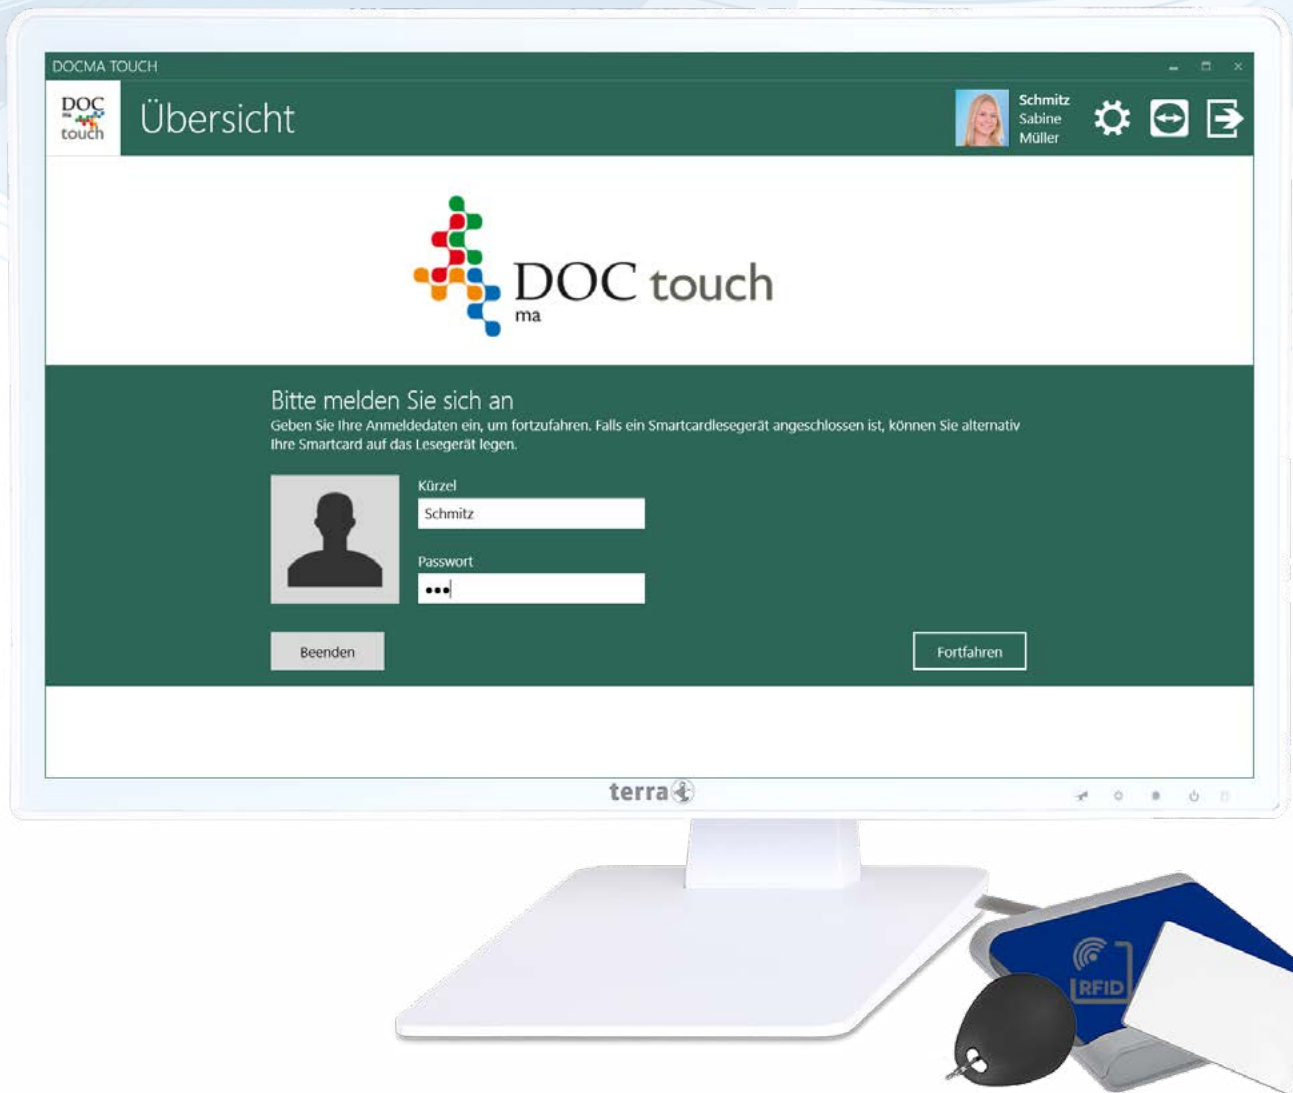 DOCMA TOUCH
DOC
ma
touch
Übersicht
Schmitz
Sabine
Müller
DOC touch
ma
Bitte melden Sie sich an
Geben Sie Ihre Anmeldedaten ein, um fortzufahren. Falls ein Smartcardlesegerät angeschlossen ist, können Sie alternativ
Ihre Smartcard auf das Lesegerät legen.
Kürzel
Schmitz
Passwort
Beenden
Fortfahren
terra
RFID